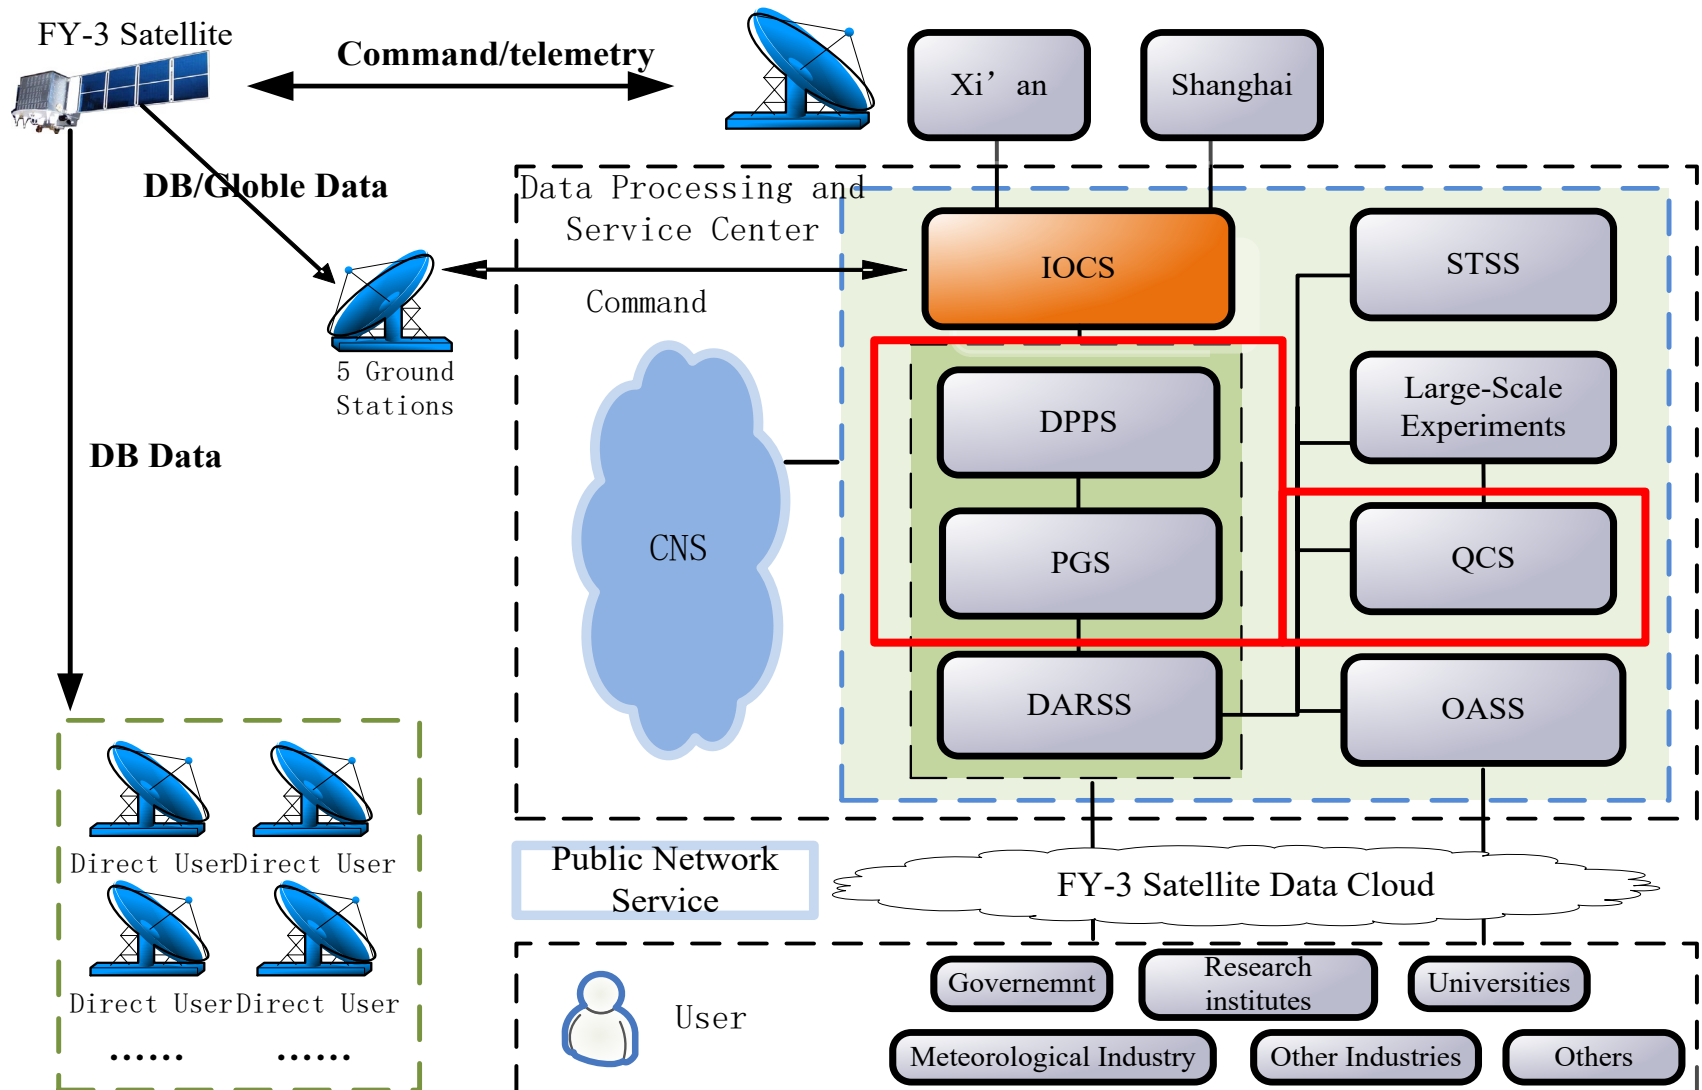 FY-3 Satellite
Command/telemetry
Xi’an
Shanghai
DB/Globle Data
Data Processing and
Service Center
IOCS
STSS
Command
5 Ground
Stations
DPPS
Large-Scale
Experiments
DB Data
CNS
PGS
QCS
DARSS
OASS
Direct User
Direct User
Direct User
Direct User
......
......
Public Network
Service
FY-3 Satellite Data Cloud
User
Governemnt
Research
institutes
Universities
Meteorological Industry
Other Industries
Others